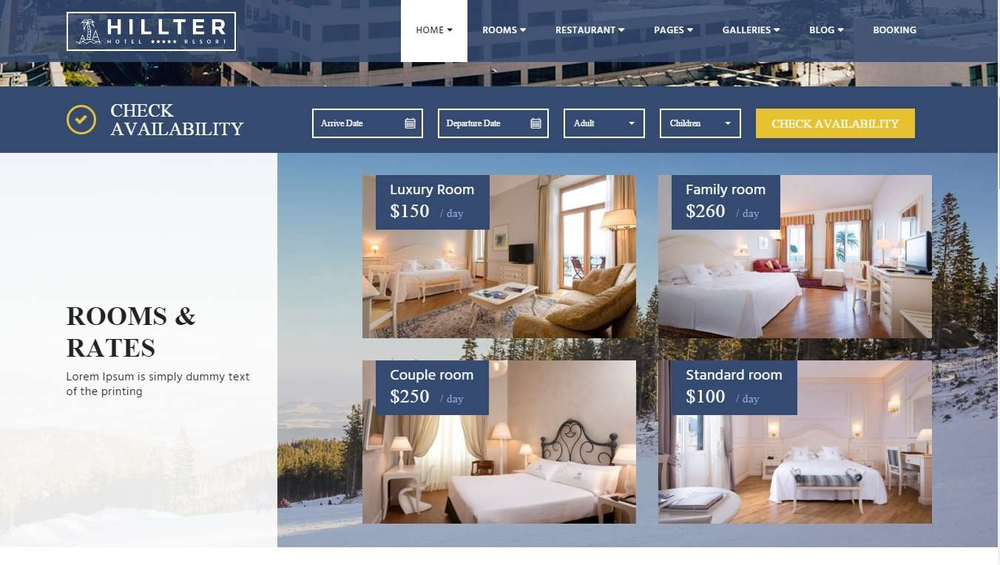 HILLTER
HOTEL ★★★★★ RESORT
HOME
ROOMS
RESTAURANT
PAGES
GALLERIES
BLOG
BOOKING
CHECK
AVAILABILITY
Arrive Date
Departure Date
Adult
Children
CHECK AVAILABILITY
ROOMS &
RATES
Lorem Ipsum is simply dummy text
of the printing
Luxury Room
$150 / day
Family room
$260 / day
Couple room
$250 / day
Standard room
$100 / day